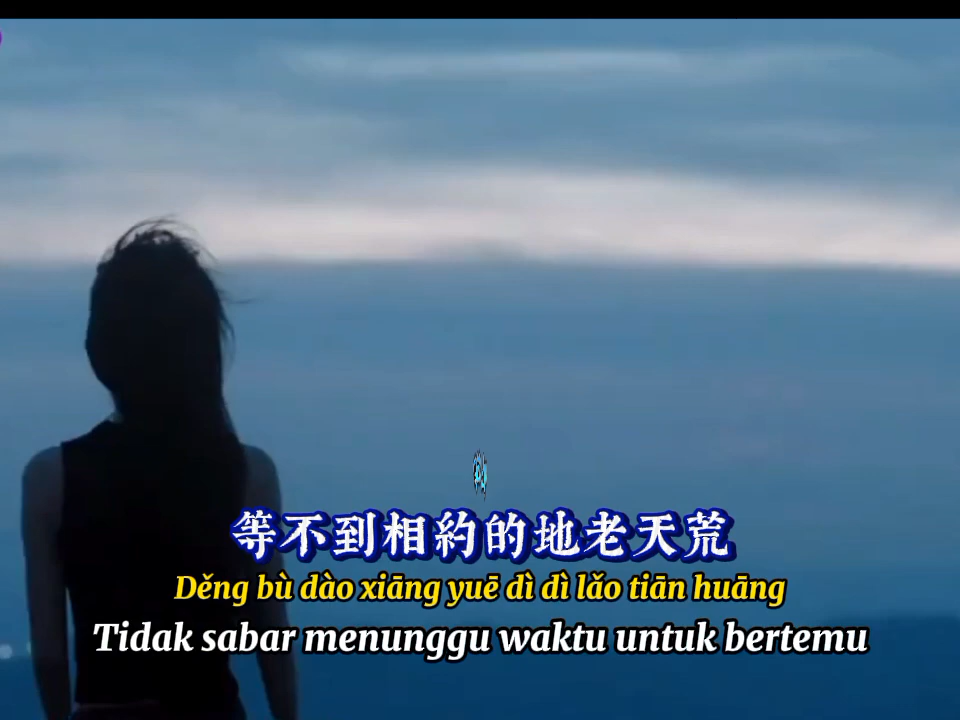 等不到相約的地老天荒
Děng bù dào xiāng yuē dì dì lǎo tiān huāng
Tidak sabar menunggu waktu untuk bertemu